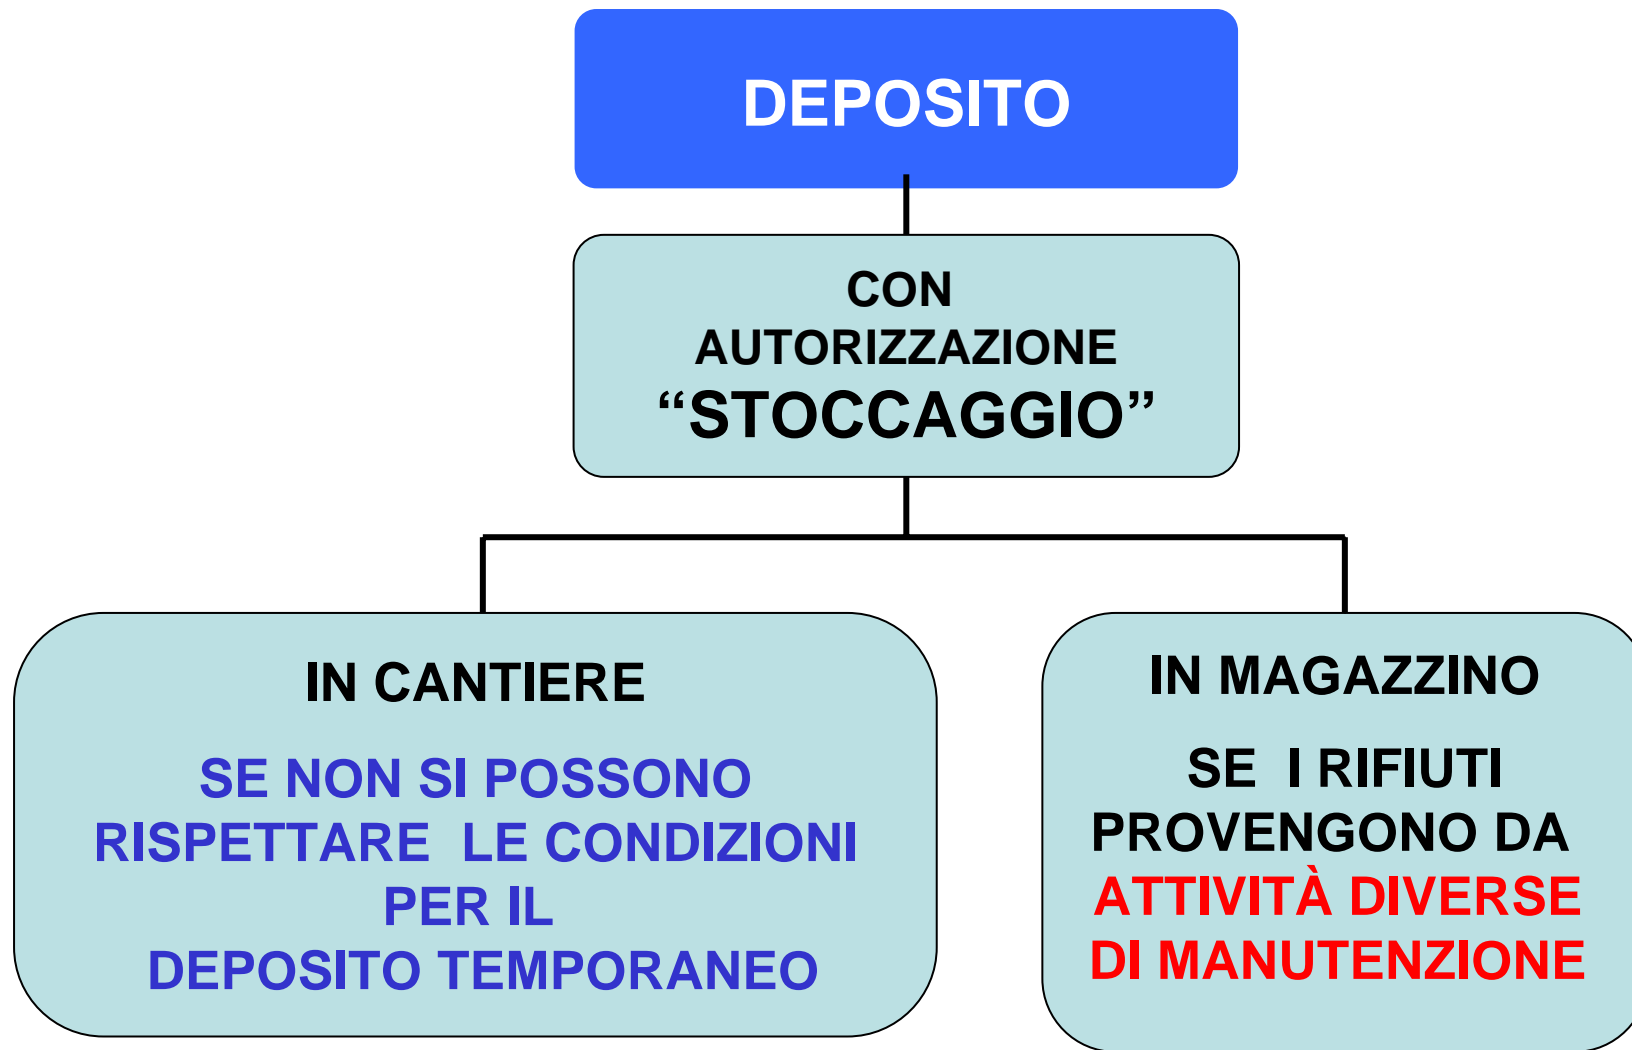 DEPOSITO
CON
AUTORIZZAZIONE
“STOCCAGGIO”
IN CANTIERE
SE NON SI POSSONO
RISPETTARE LE CONDIZIONI
PER IL
DEPOSITO TEMPORANEO
IN MAGAZZINO
SE I RIFIUTI
PROVENGONO DA
ATTIVITÀ DIVERSE
DI MANUTENZIONE